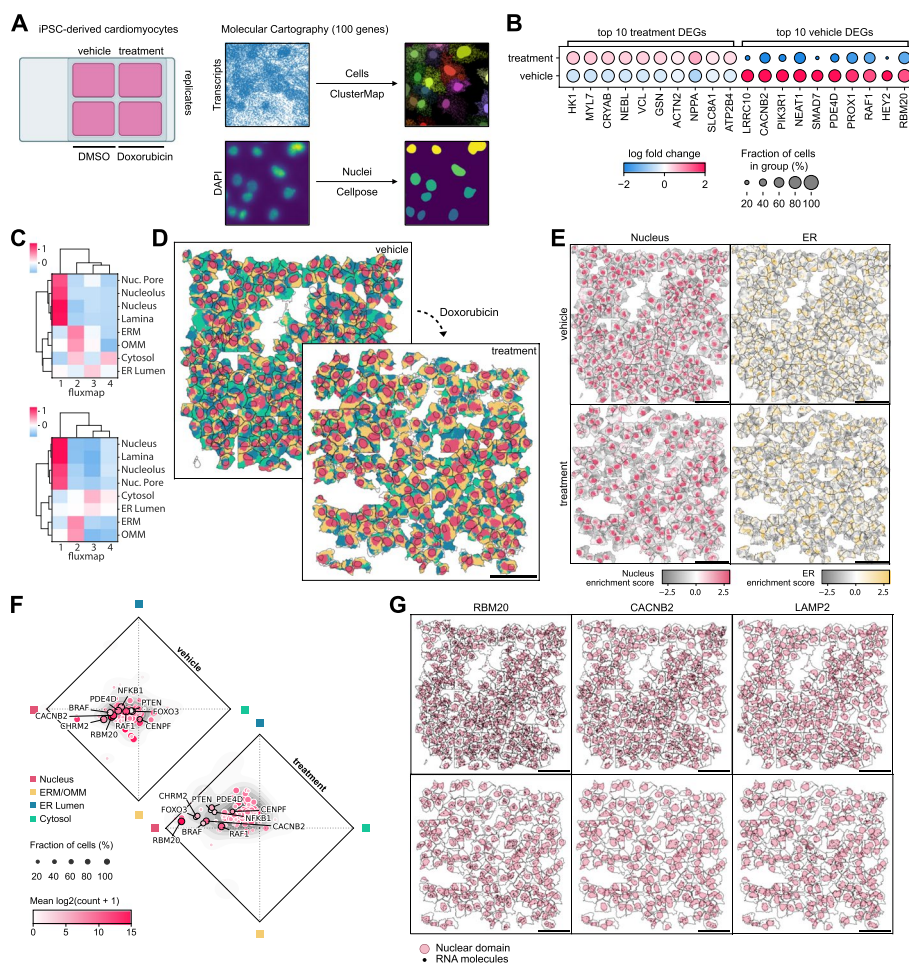 A
iPSC-derived cardiomyocytes
vehicle treatment
replicates
DMSO Doxorubicin
Molecular Cartography (100 genes)
Transcripts
Cells
ClusterMap
DAPI
Nuclei
Cellpose
B
top 10 treatment DEGs top 10 vehicle DEGs
treatment
vehicle
HK1
MYL7
CRYAB
NEBL
VCL
GSN
ACTN2
NPPA
SLC8A1
ATP2B4
LRRC10
CACNB2
PIK3R1
NEAT1
SMAD7
PDE4D
PROX1
RAF1
HEY2
RBM20
log fold change
−2 0 2
Fraction of cells
in group (%)
20 40 60 80 100
C
1
0
Nuc. Pore
Nucleolus
Nucleus
Lamina
ERM
OMM
Cytosol
ER Lumen
1 2 3 4
fluxmap
1
0
Nucleus
Lamina
Nucleolus
Nuc. Pore
Cytosol
ER Lumen
ERM
OMM
1 2 3 4
fluxmap
D
vehicle
Doxorubicin
treatment
E
Nucleus ER
vehicle
treatment
Nucleus
enrichment score
−2.5 0.0 2.5
ER
enrichment score
−2.5 0.0 2.5
F
vehicle
NFKB1
PDE4D
PTEN
BRAF
FOXO3
CACNB2
CHRM2
RAF1
CENPF
RBM20
treatment
CHRM2
PTEN
PDE4D
FOXO3
CENPF
NFKB1
CACNB2
RBM20
BRAF
RAF1
Nucleus
ERM/OMM
ER Lumen
Cytosol
Fraction of cells (%)
20 40 60 80 100
Mean log2(count + 1)
0 5 10 15
G
RBM20 CACNB2 LAMP2
Nuclear domain
RNA molecules